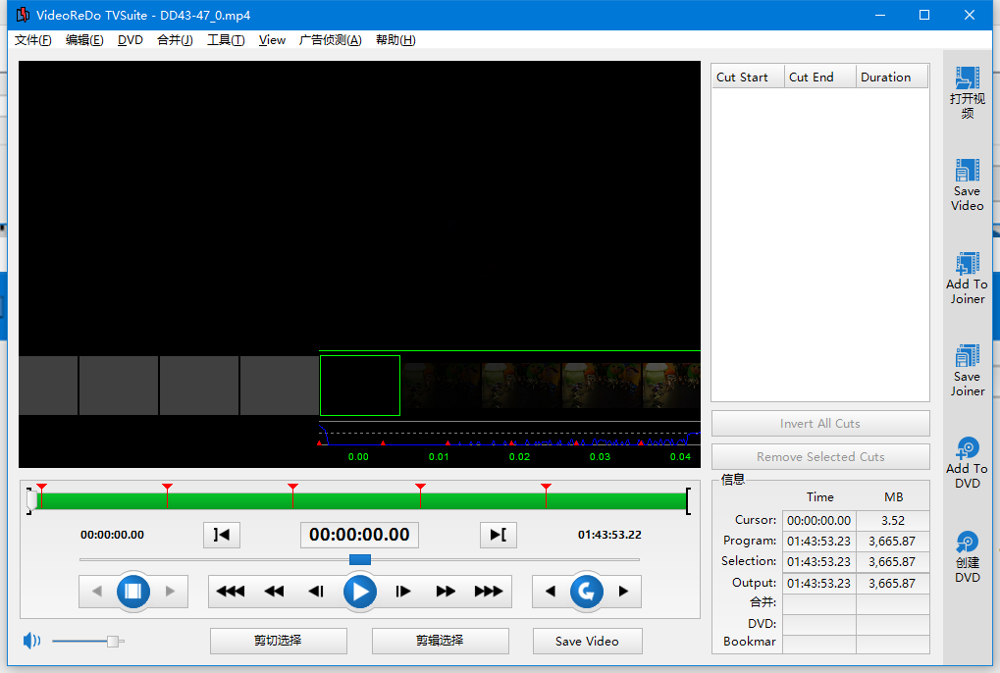 VideoReDo TVSuite - DD43-47_0.mp4
文件(F) 编辑(E) DVD 合并(J) 工具(T) View 广告侦测(A) 帮助(H)
Cut Start Cut End Duration
打开视
频
Save
Video
Add To
Joiner
Save
Joiner
Add To
DVD
创建
DVD
0.00 0.01 0.02 0.03 0.04
Invert All Cuts
Remove Selected Cuts
00:00:00.00 00:00:00.00 01:43:53.22
剪切选择 剪辑选择 Save Video
信息
Time MB
Cursor: 00:00:00.00 3.52
Program: 01:43:53.23 3,665.87
Selection: 01:43:53.23 3,665.87
Output: 01:43:53.23 3,665.87
合并:
DVD:
Bookmar